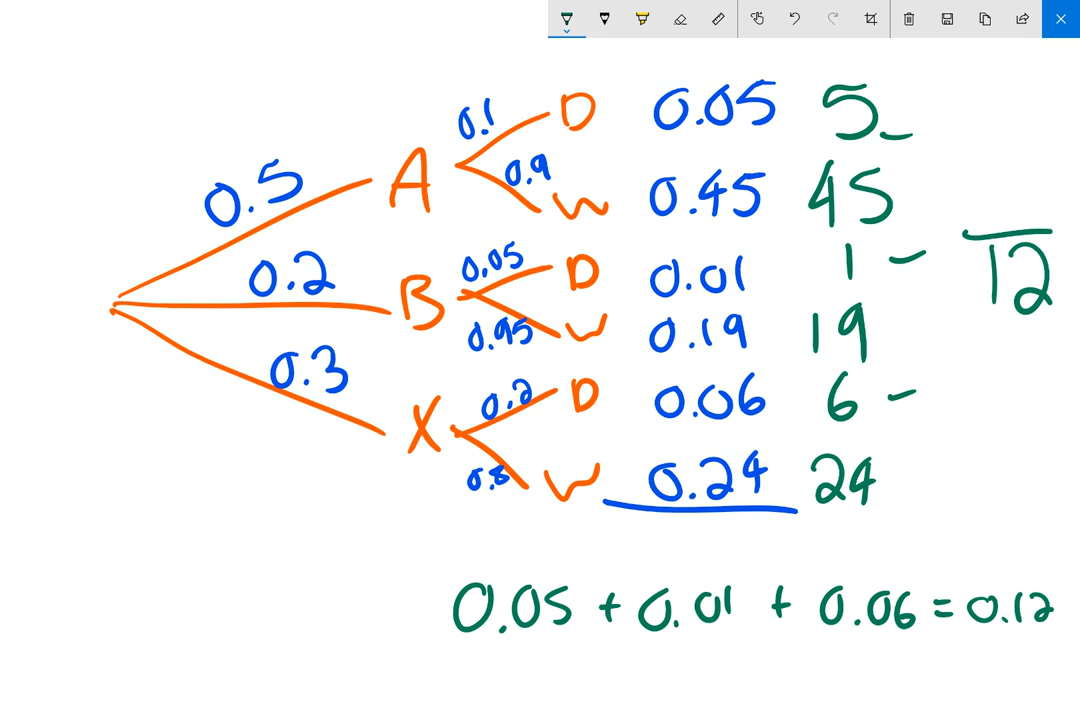 0.1 D 0.05 5
0.5 A 0.9 W 0.45 45
0.2 B 0.05 D 0.01 1 12
0.95 W 0.19 19
0.3 X 0.2 D 0.06 6
0.8 W 0.24 24
0.05 + 0.01 + 0.06 = 0.12